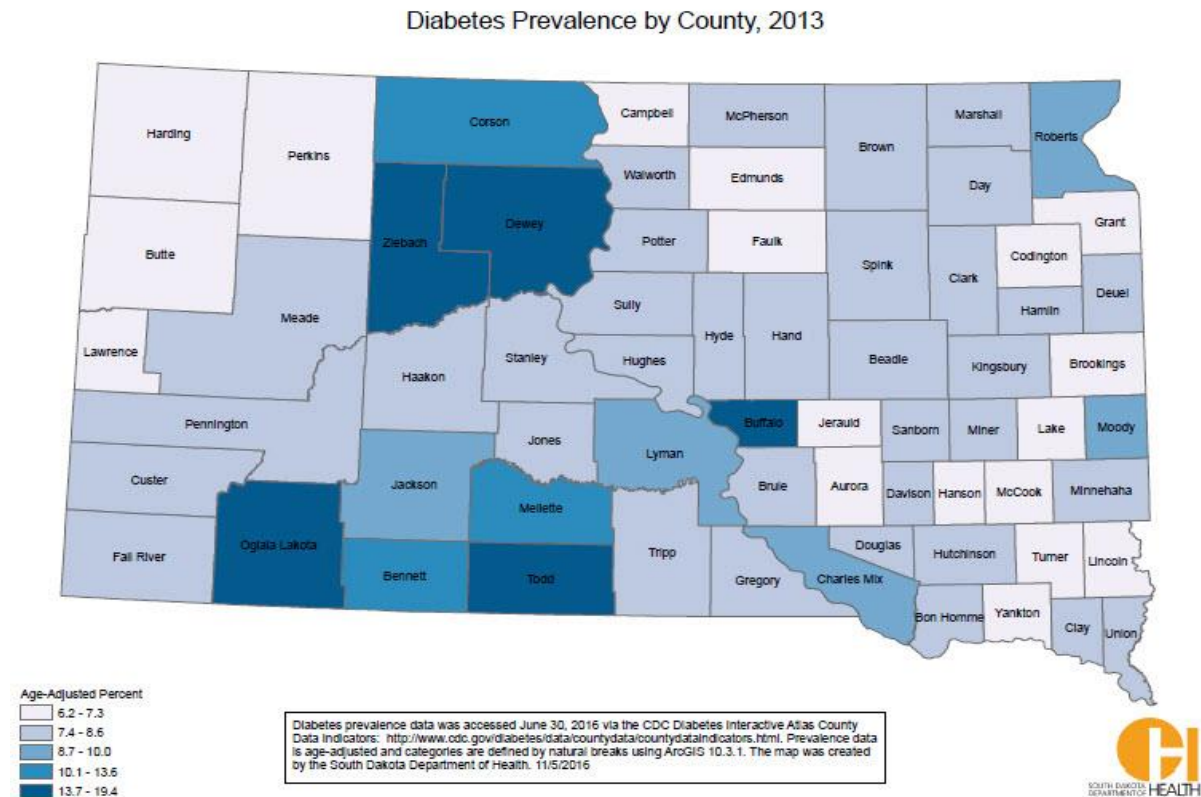 Diabetes Prevalence by County, 2013
Harding
Perkins
Corson
Campbell
McPherson
Brown
Marshall
Roberts
Walworth
Edmunds
Day
Ziebach
Dewey
Butte
Potter
Faulk
Spink
Grant
Codington
Clark
Deuel
Hamlin
Meade
Sully
Lawrence
Haakon
Stanley
Hughes
Hyde
Hand
Beadle
Kingsbury
Brookings
Pennington
Jones
Lyman
Buffalo
Jerauld
Sanborn
Miner
Lake
Moody
Custer
Jackson
Mellette
Brule
Aurora
Davison
Hanson
McCook
Minnehaha
Fall River
Oglala Lakota
Bennett
Todd
Tripp
Gregory
Charles Mix
Douglas
Hutchinson
Turner
Lincoln
Bon Homme
Yankton
Clay
Union
Age-Adjusted Percent
6.2 - 7.3
7.4 - 8.6
8.7 - 10.0
10.1 - 13.6
13.7 - 19.4
Diabetes prevalence data was accessed June 30, 2016 via the CDC Diabetes Interactive Atlas County
Data Indicators: http://www.cdc.gov/diabetes/data/countydata/countydataindicators.html. Prevalence data
is age-adjusted and categories are defined by natural breaks using ArcGIS 10.3.1. The map was created
by the South Dakota Department of Health. 11/5/2016
SOUTH DAKOTA
DEPARTMENT OF HEALTH